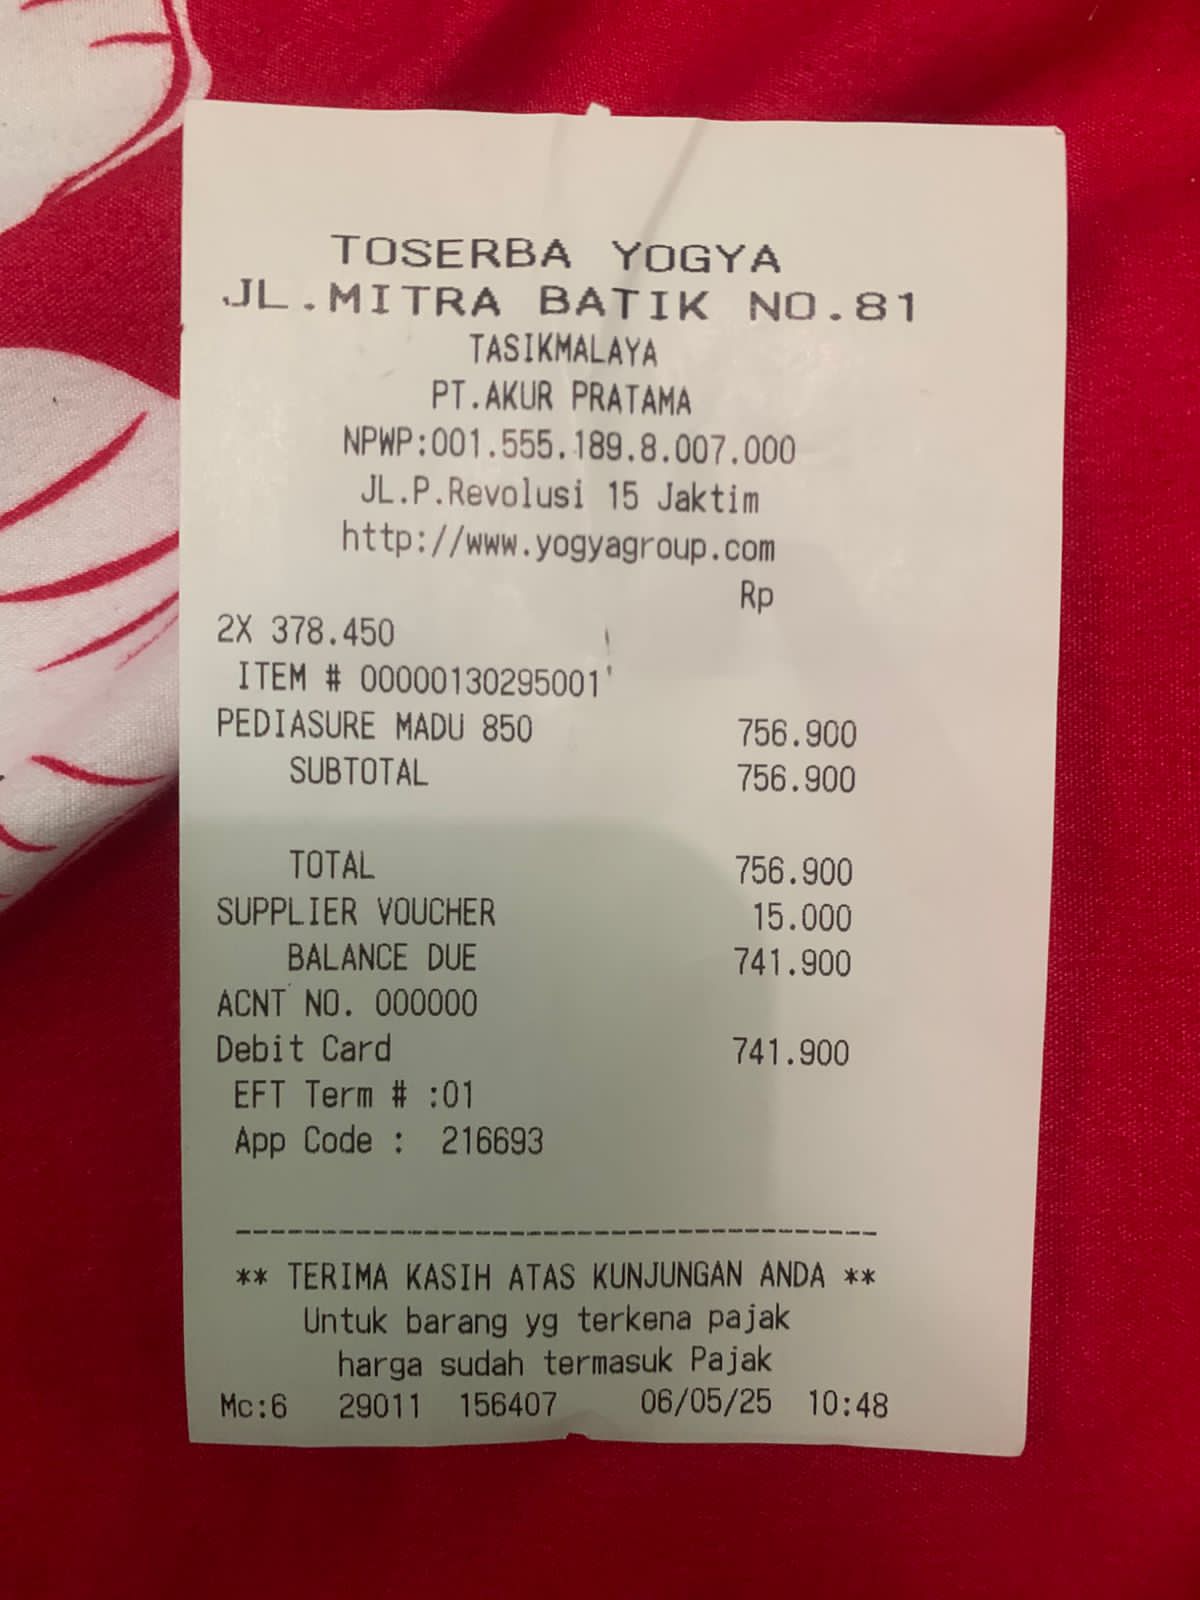 TOSERBA YOGYA
JL.MITRA BATIK NO.81
TASIKMALAYA
PT.AKUR PRATAMA
NPWP:001.555.189.8.007.000
JL.P.Revolusi 15 Jaktim
http://www.yogyagroup.com
Rp
2X 378.450
ITEM # 00000130295001
PEDIASURE MADU 850 756.900
SUBTOTAL 756.900
TOTAL 756.900
SUPPLIER VOUCHER 15.000
BALANCE DUE 741.900
ACNT NO. 000000
Debit Card 741.900
EFT Term # :01
App Code : 216693
--------------------------------------
** TERIMA KASIH ATAS KUNJUNGAN ANDA **
Untuk barang yg terkena pajak
harga sudah termasuk Pajak
Mc:6 29011 156407 06/05/25 10:48